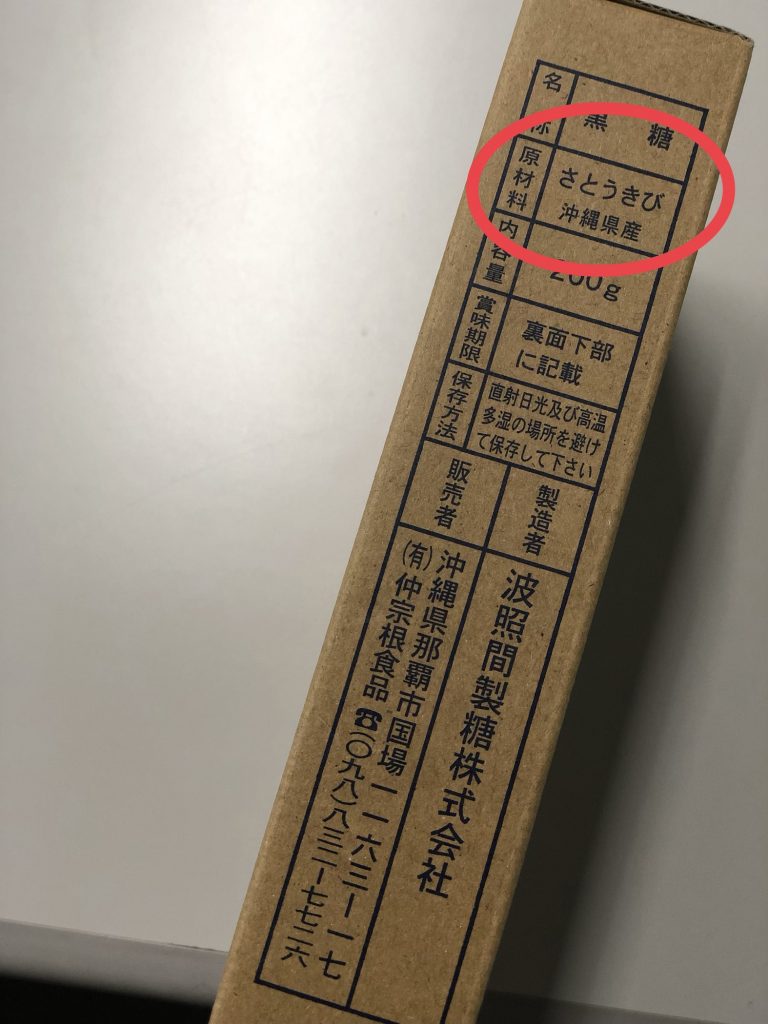 名称
黒糖
原材料
さとうきび
沖縄県産
内容量
200g
賞味期限
裏面下部
に記載
保存方法
直射日光及び高温
多湿の場所を避け
て保存して下さい
製造者
波照間製糖株式会社
販売者
沖縄県那覇市国場一一六三ー一七
(有)仲宗根食品☎(〇九八)八三二ー七七二六